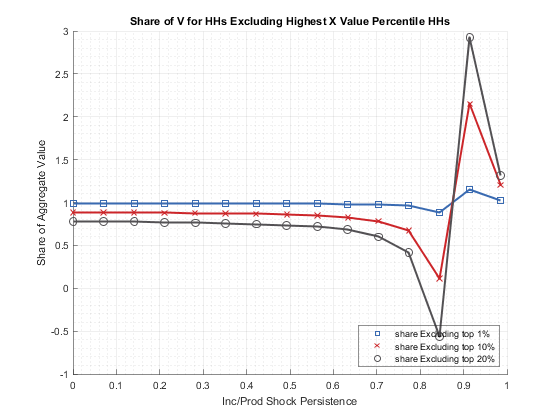 Share of V for HHs Excluding Highest X Value Percentile HHs
3
2.5
2
1.5
1
0.5
0
-0.5
-1
Share of Aggregate Value
share Excluding top 1%
share Excluding top 10%
share Excluding top 20%
0 0.1 0.2 0.3 0.4 0.5 0.6 0.7 0.8 0.9 1
Inc/Prod Shock Persistence